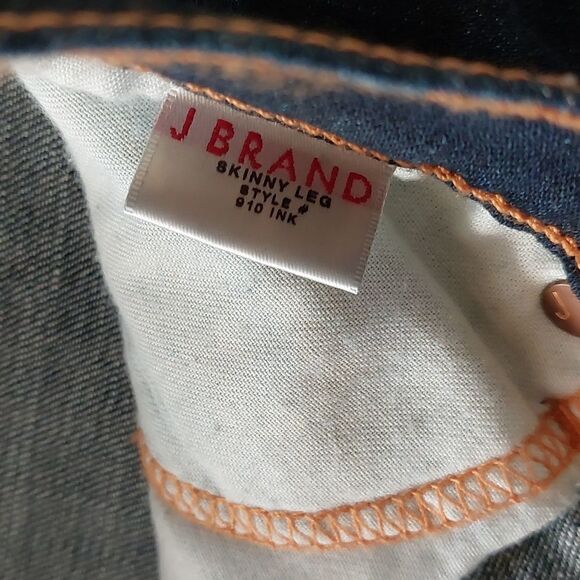 J BRAND
SKINNY LEG
STYLE #
910 INK
J